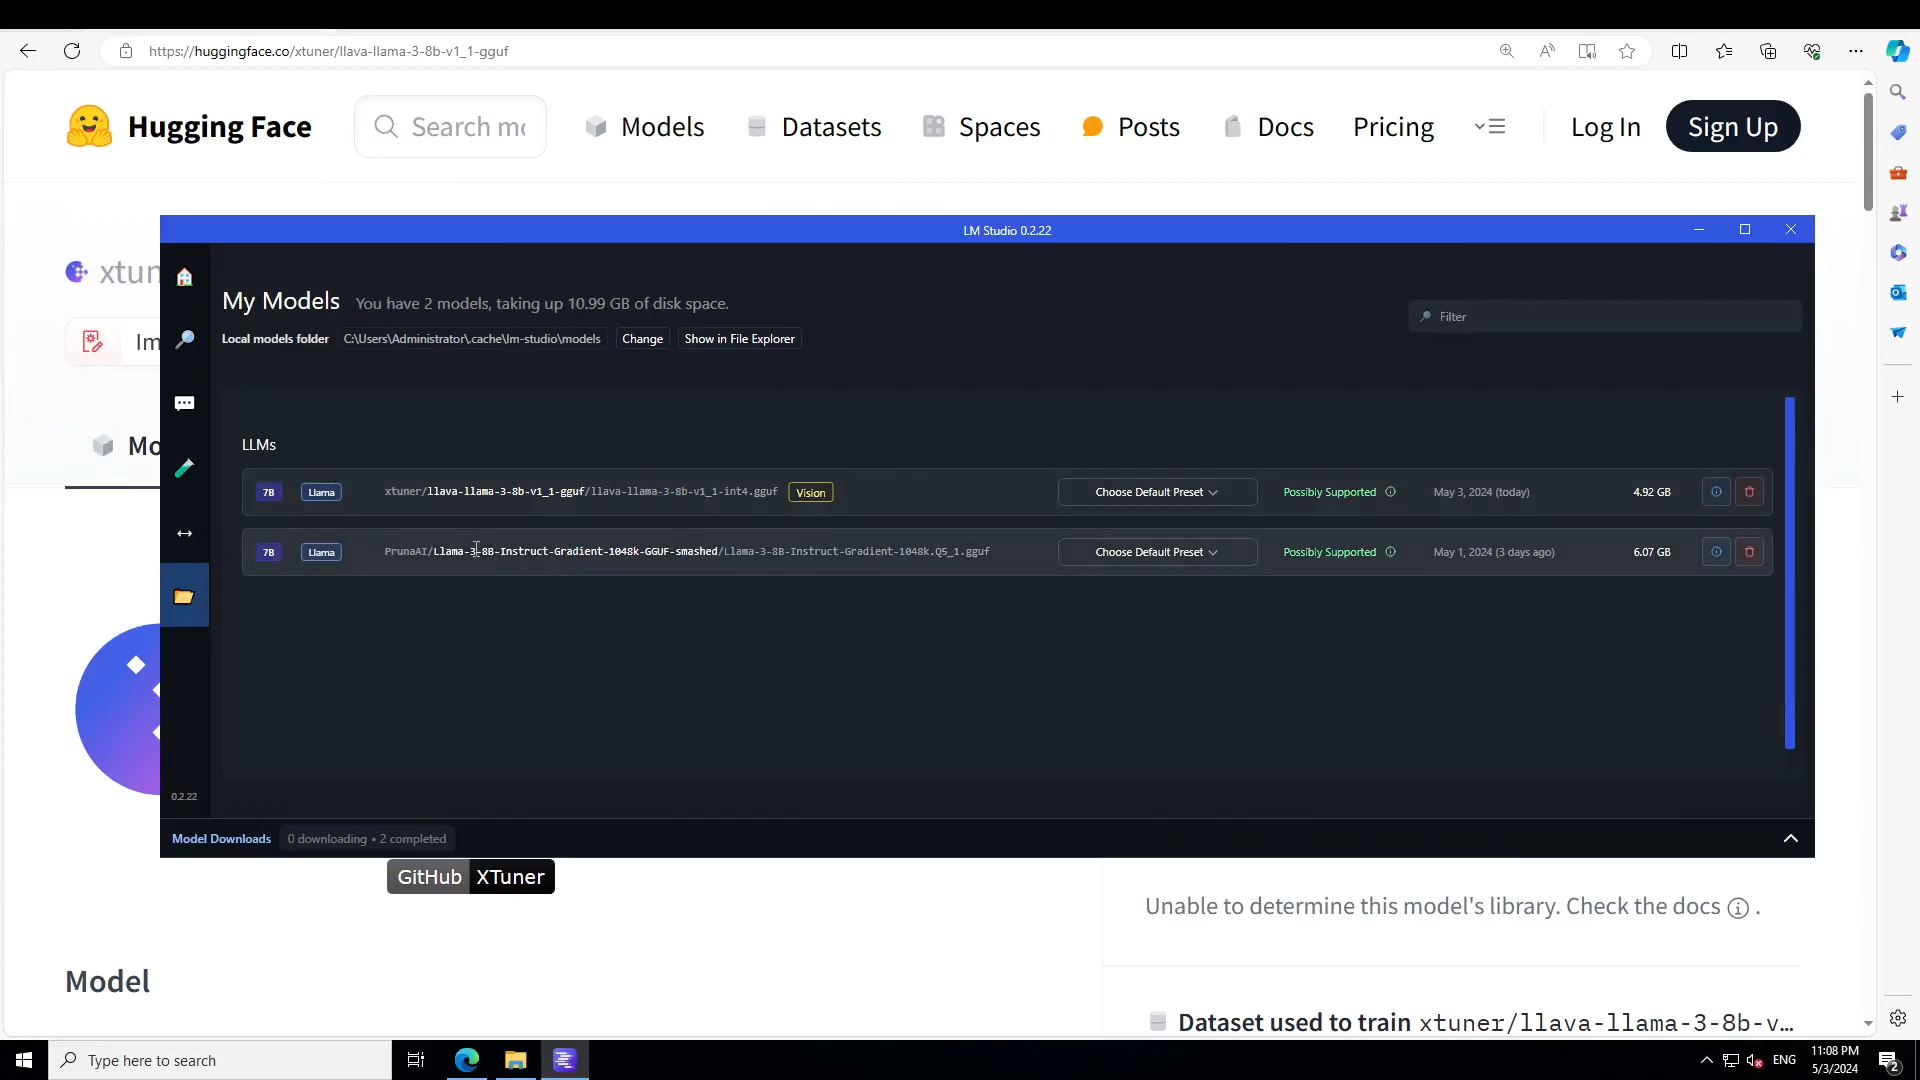 https://huggingface.co/xtuner/llava-llama-3-8b-v1_1-gguf
Hugging Face
Search mo
Models
Datasets
Spaces
Posts
Docs
Pricing
Log In
Sign Up
xtun
Im
Mo
LM Studio 0.2.22
My Models You have 2 models, taking up 10.99 GB of disk space.
Filter
Local models folder C:\Users\Administrator\.cache\lm-studio\models Change Show in File Explorer
LLMs
7B Llama xtuner/llava-llama-3-8b-v1_1-gguf/llava-llama-3-8b-v1_1-int4.gguf Vision Choose Default Preset Possibly Supported May 3, 2024 (today) 4.92 GB
7B Llama PrunaAI/Llama-3-8B-Instruct-Gradient-1048k-GGUF-smashed/Llama-3-8B-Instruct-Gradient-1048k.Q5_1.gguf Choose Default Preset Possibly Supported May 1, 2024 (3 days ago) 6.07 GB
0.2.22
Model Downloads 0 downloading • 2 completed
GitHub XTuner
Unable to determine this model's library. Check the docs .
Model
Dataset used to train xtuner/llava-llama-3-8b-v...
Type here to search
ENG
11:08 PM
5/3/2024
2